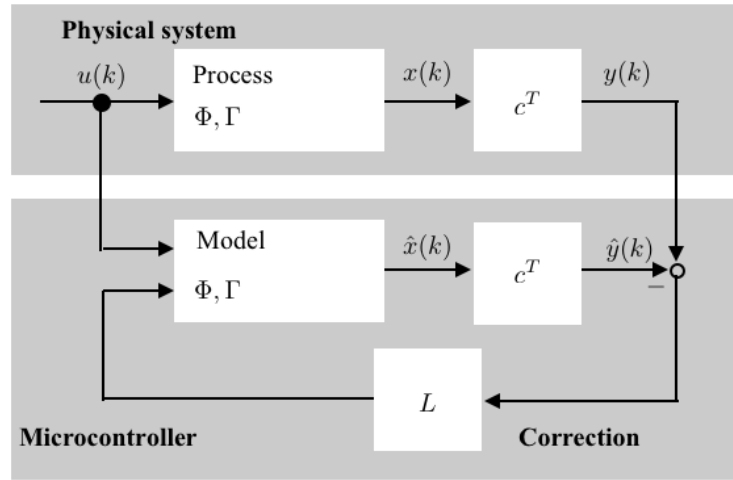 Physical system
u(k)
Process
Φ, Γ
x(k)
c^T
y(k)
Model
Φ, Γ
x̂(k)
c^T
ŷ(k)
−
L
Microcontroller
Correction